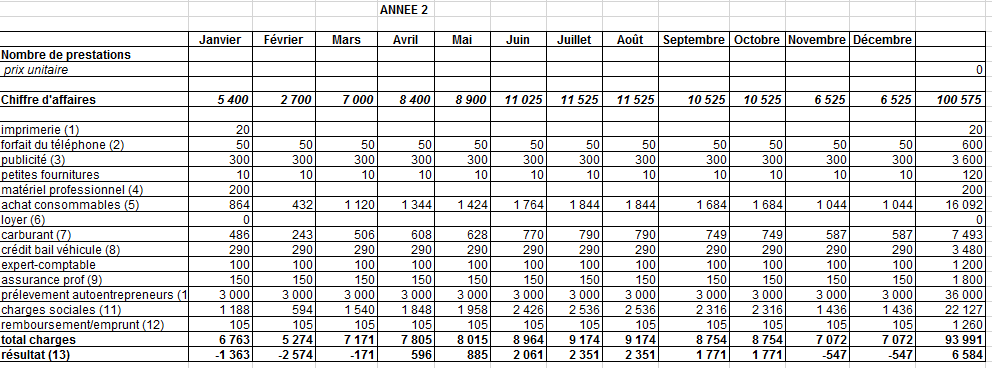 ANNEE 2
Janvier Février Mars Avril Mai Juin Juillet Août Septembre Octobre Novembre Décembre
Nombre de prestations
prix unitaire 0
Chiffre d'affaires 5 400 2 700 7 000 8 400 8 900 11 025 11 525 11 525 10 525 10 525 6 525 6 525 100 575
imprimerie (1) 20 20
forfait du téléphone (2) 50 50 50 50 50 50 50 50 50 50 50 50 600
publicité (3) 300 300 300 300 300 300 300 300 300 300 300 300 3 600
petites fournitures 10 10 10 10 10 10 10 10 10 10 10 10 120
matériel professionnel (4) 200 200
achat consommables (5) 864 432 1 120 1 344 1 424 1 764 1 844 1 844 1 684 1 684 1 044 1 044 16 092
loyer (6) 0 0
carburant (7) 486 243 506 608 628 770 790 790 749 749 587 587 7 493
crédit bail véhicule (8) 290 290 290 290 290 290 290 290 290 290 290 290 3 480
expert-comptable 100 100 100 100 100 100 100 100 100 100 100 100 1 200
assurance prof (9) 150 150 150 150 150 150 150 150 150 150 150 150 1 800
prélevement autoentrepreneurs (1 3 000 3 000 3 000 3 000 3 000 3 000 3 000 3 000 3 000 3 000 3 000 3 000 36 000
charges sociales (11) 1 188 594 1 540 1 848 1 958 2 426 2 536 2 536 2 316 2 316 1 436 1 436 22 127
remboursement/emprunt (12) 105 105 105 105 105 105 105 105 105 105 105 105 1 260
total charges 6 763 5 274 7 171 7 805 8 015 8 964 9 174 9 174 8 754 8 754 7 072 7 072 93 991
résultat (13) -1 363 -2 574 -171 596 885 2 061 2 351 2 351 1 771 1 771 -547 -547 6 584